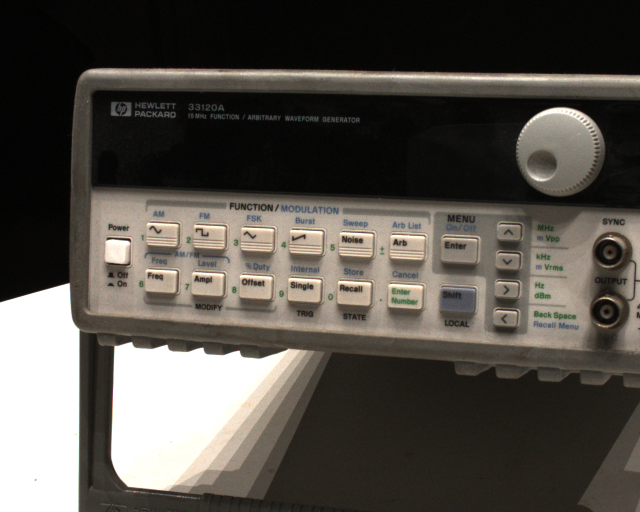 hp HEWLETT PACKARD
33120A
15 MHz FUNCTION / ARBITRARY WAVEFORM GENERATOR
FUNCTION / MODULATION
AM FM FSK Burst Sweep Arb List
1 2 3 4 Noise 5 Arb ±
Power
Off
On
AM/FM
Freq Level % Duty Internal Store Cancel
6 Freq 7 Ampl 8 Offset 9 Single 0 Recall . Enter Number
MODIFY TRIG STATE
MENU
On/Off
Enter
Shift
LOCAL
MHz
m Vpp
kHz
m Vrms
Hz
dBm
Back Space
Recall Menu
SYNC
OUTPUT